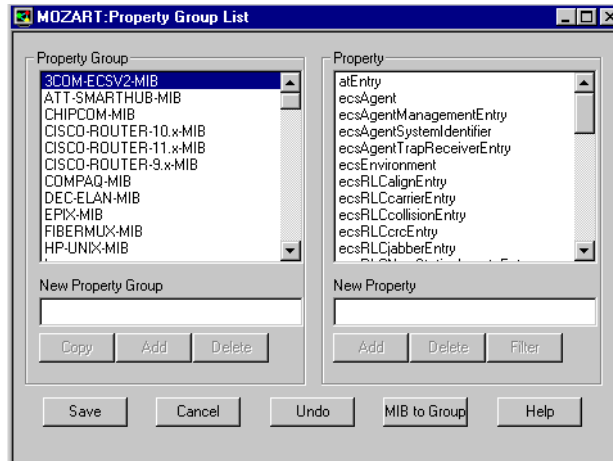 MOZART:Property Group List
Property Group
3COM-ECSV2-MIB
ATT-SMARTHUB-MIB
CHIPCOM-MIB
CISCO-ROUTER-10.x-MIB
CISCO-ROUTER-11.x-MIB
CISCO-ROUTER-9.x-MIB
COMPAQ-MIB
DEC-ELAN-MIB
EPIX-MIB
FIBERMUX-MIB
HP-UNIX-MIB
New Property Group
Copy Add Delete
Property
atEntry
ecsAgent
ecsAgentManagementEntry
ecsAgentSystemIdentifier
ecsAgentTrapReceiverEntry
ecsEnvironment
ecsRLCalignEntry
ecsRLCcarrierEntry
ecsRLCcollisionEntry
ecsRLCcrcEntry
ecsRLCjabberEntry
New Property
Add Delete Filter
Save Cancel Undo MIB to Group Help